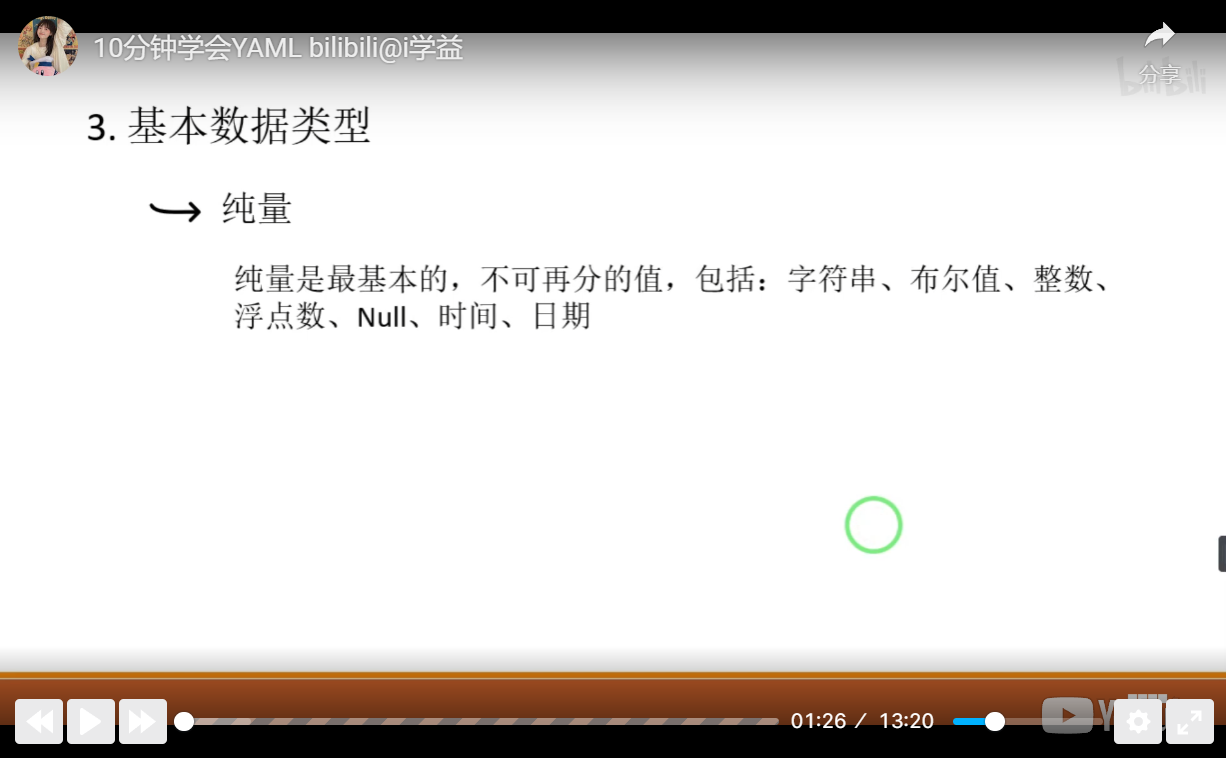 10分钟学会YAML bilibili@i学益
分享
bilibili
3. 基本数据类型
纯量
纯量是最基本的，不可再分的值，包括：字符串、布尔值、整数、
浮点数、Null、时间、日期
01:26 / 13:20